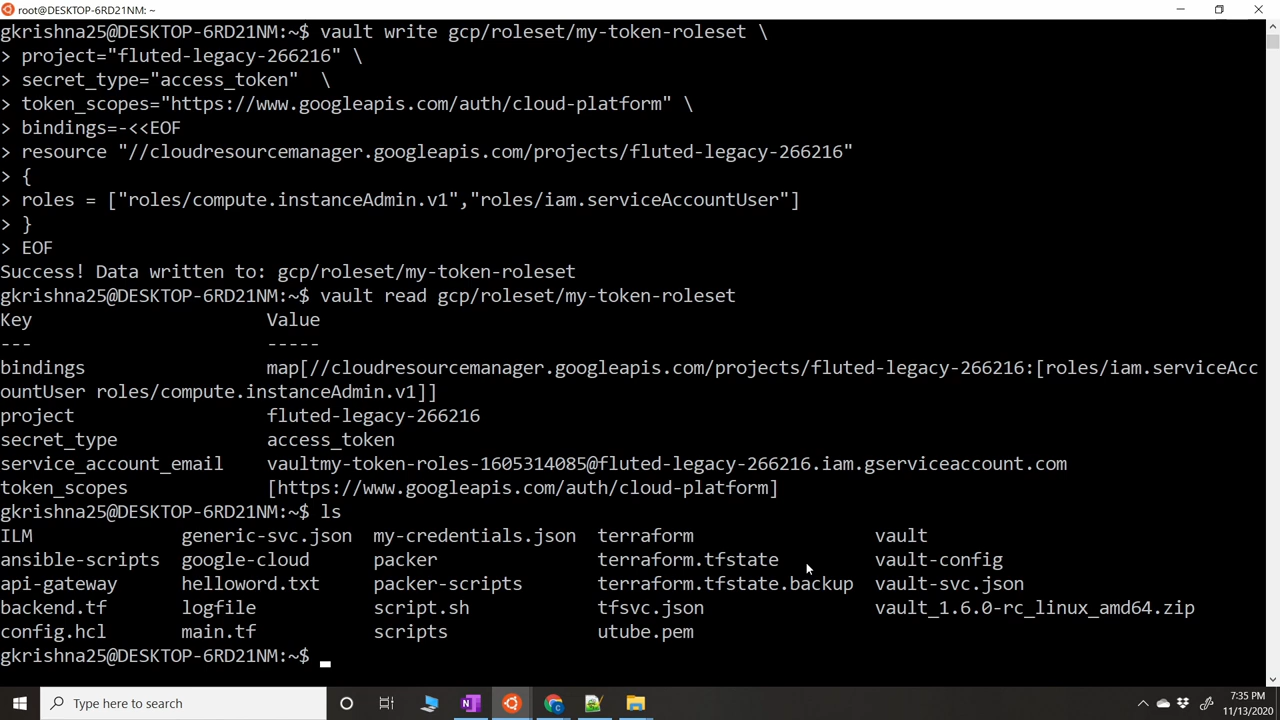 root@DESKTOP-6RD21NM: ~
gkrishna25@DESKTOP-6RD21NM:~$ vault write gcp/roleset/my-token-roleset \
> project="fluted-legacy-266216" \
> secret_type="access_token"  \
> token_scopes="https://www.googleapis.com/auth/cloud-platform" \
> bindings=-<<EOF
> resource "//cloudresourcemanager.googleapis.com/projects/fluted-legacy-266216"
> {
> roles = ["roles/compute.instanceAdmin.v1","roles/iam.serviceAccountUser"]
> }
> EOF
Success! Data written to: gcp/roleset/my-token-roleset
gkrishna25@DESKTOP-6RD21NM:~$ vault read gcp/roleset/my-token-roleset
Key                      Value
---                      -----
bindings                 map[//cloudresourcemanager.googleapis.com/projects/fluted-legacy-266216:[roles/iam.serviceAcc
ountUser roles/compute.instanceAdmin.v1]]
project                  fluted-legacy-266216
secret_type              access_token
service_account_email    vaultmy-token-roles-1605314085@fluted-legacy-266216.iam.gserviceaccount.com
token_scopes             [https://www.googleapis.com/auth/cloud-platform]
gkrishna25@DESKTOP-6RD21NM:~$ ls
ILM              generic-svc.json  my-credentials.json  terraform                 vault
ansible-scripts  google-cloud      packer               terraform.tfstate         vault-config
api-gateway      helloword.txt     packer-scripts       terraform.tfstate.backup  vault-svc.json
backend.tf       logfile           script.sh            tfsvc.json                vault_1.6.0-rc_linux_amd64.zip
config.hcl       main.tf           scripts              utube.pem
gkrishna25@DESKTOP-6RD21NM:~$
Type here to search
7:35 PM
11/13/2020